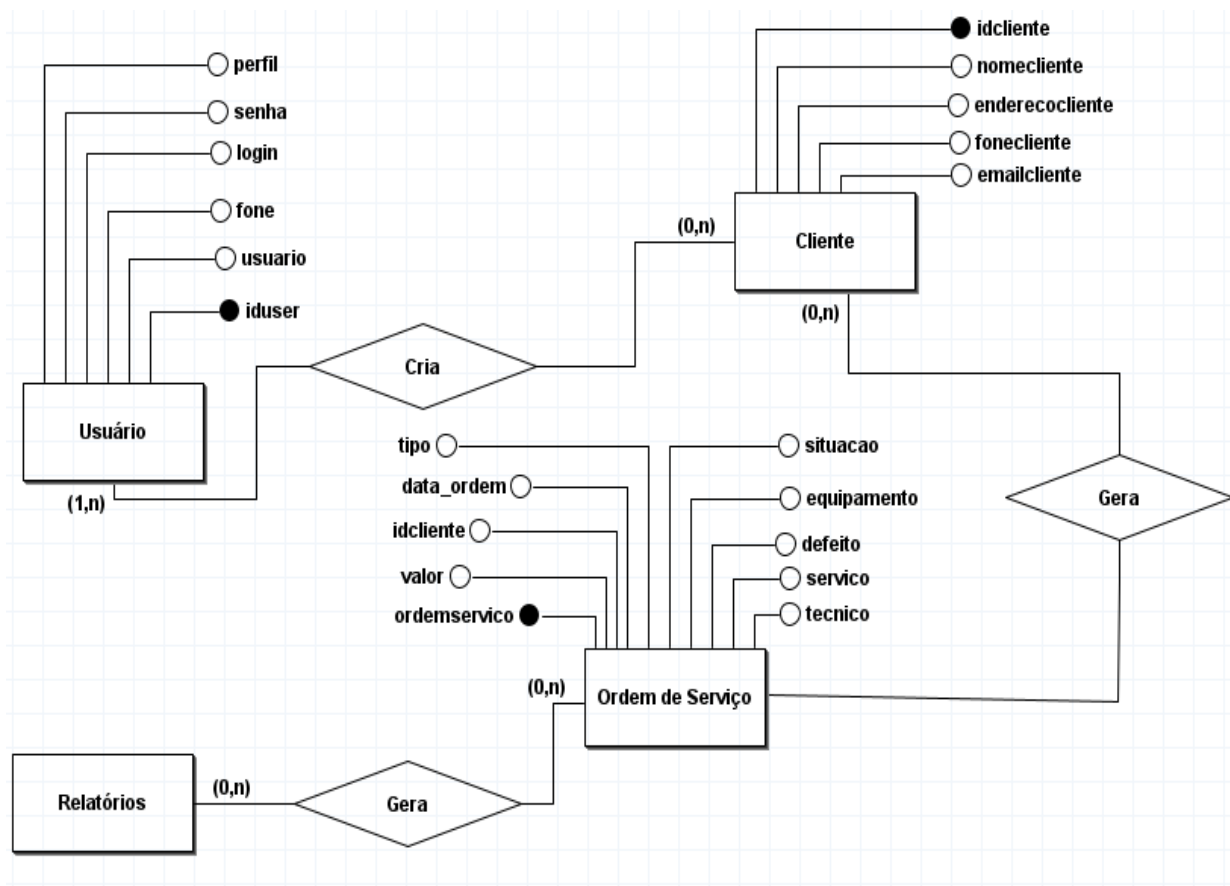 perfil
senha
login
fone
usuario
iduser
Usuário
(1,n)
Cria
idcliente
nomecliente
enderecocliente
fonecliente
emailcliente
(0,n)
Cliente
(0,n)
Gera
tipo
data_ordem
idcliente
valor
ordemservico
situacao
equipamento
defeito
servico
tecnico
(0,n)
Ordem de Serviço
Relatórios
(0,n)
Gera